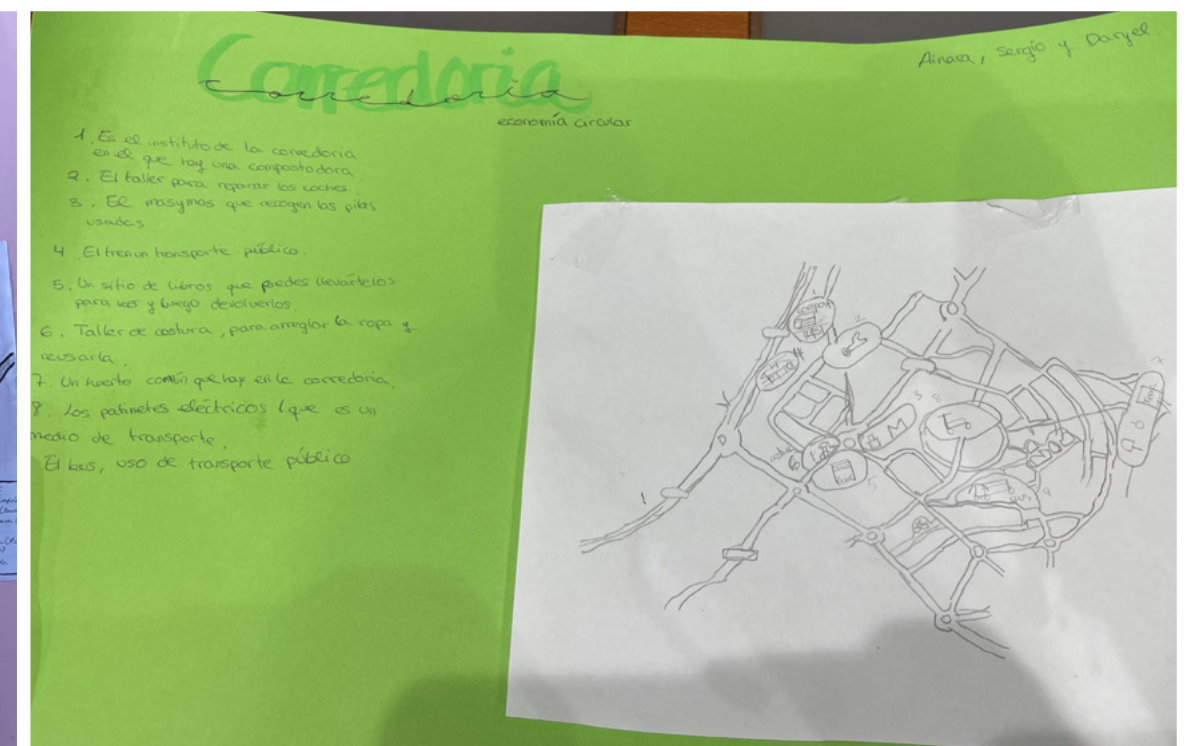 Corredoria
corredoria
Ainara, Sergio y Daryel.
economía circular
1. Es el instituto de la corredoria
en el que hay una compostadora.
2. El taller para reparar los coches.
3. El masymas que recogen las pilas
usadas.
4 El tren un transporte público.
5. Un sitio de libros que puedes llevártelos
para leer y luego devolverlos.
6. Taller de costura, para arreglar la ropa y
reusarla.
7. Un huerto común que hay en la corredoria.
8. Los patinetes eléctricos (que es un
medio de transporte.
El bus, uso de transporte público